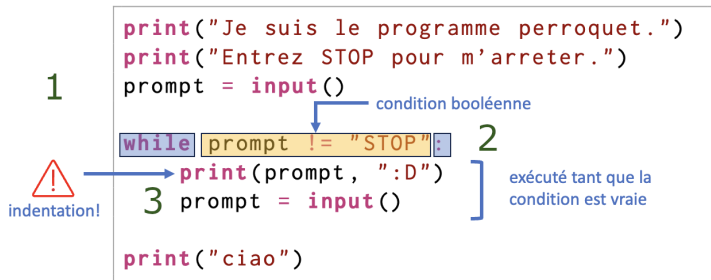 print("Je suis le programme perroquet.")
print("Entrez STOP pour m’arreter.")
1
prompt = input()
condition booléenne
while prompt != "STOP":
2
print(prompt, ":D")
exécuté tant que la
indentation!
3
prompt = input()
condition est vraie
print("ciao")